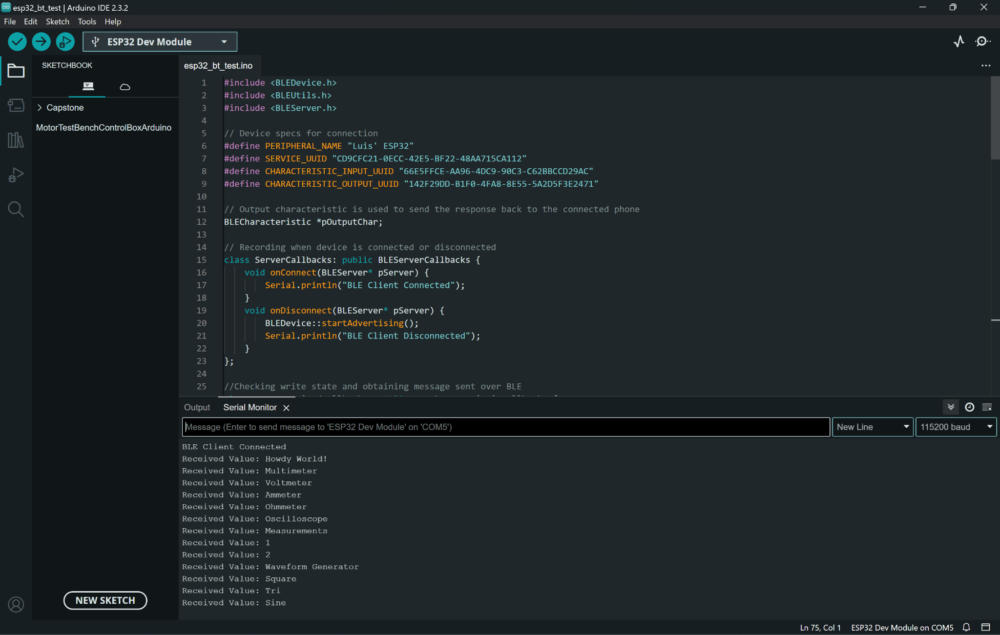 esp32_bt_test | Arduino IDE 2.3.2
File Edit Sketch Tools Help
ESP32 Dev Module
SKETCHBOOK
Capstone
MotorTestBenchControlBoxArduino
NEW SKETCH
esp32_bt_test.ino
1 #include <BLEDevice.h>
2 #include <BLEUtils.h>
3 #include <BLEServer.h>
4
5 // Device specs for connection
6 #define PERIPHERAL_NAME "Luis' ESP32"
7 #define SERVICE_UUID "CD9CFC21-0ECC-42E5-BF22-48AA715CA112"
8 #define CHARACTERISTIC_INPUT_UUID "66E5FFCE-AA96-4DC9-90C3-C62BBCCD29AC"
9 #define CHARACTERISTIC_OUTPUT_UUID "142F29DD-B1F0-4FA8-8E55-5A2D5F3E2471"
10
11 // Output characteristic is used to send the response back to the connected phone
12 BLECharacteristic *pOutputChar;
13
14 // Recording when device is connected or disconnected
15 class ServerCallbacks: public BLEServerCallbacks {
16 void onConnect(BLEServer* pServer) {
17 Serial.println("BLE Client Connected");
18 }
19 void onDisconnect(BLEServer* pServer) {
20 BLEDevice::startAdvertising();
21 Serial.println("BLE Client Disconnected");
22 }
23 };
24
25 //Checking write state and obtaining message sent over BLE
Output Serial Monitor
Message (Enter to send message to 'ESP32 Dev Module' on 'COM5') New Line 115200 baud
BLE Client Connected
Received Value: Howdy World!
Received Value: Multimeter
Received Value: Voltmeter
Received Value: Ammeter
Received Value: Ohmmeter
Received Value: Oscilloscope
Received Value: Measurements
Received Value: 1
Received Value: 2
Received Value: Waveform Generator
Received Value: Square
Received Value: Tri
Received Value: Sine
Ln 75, Col 1 ESP32 Dev Module on COM5